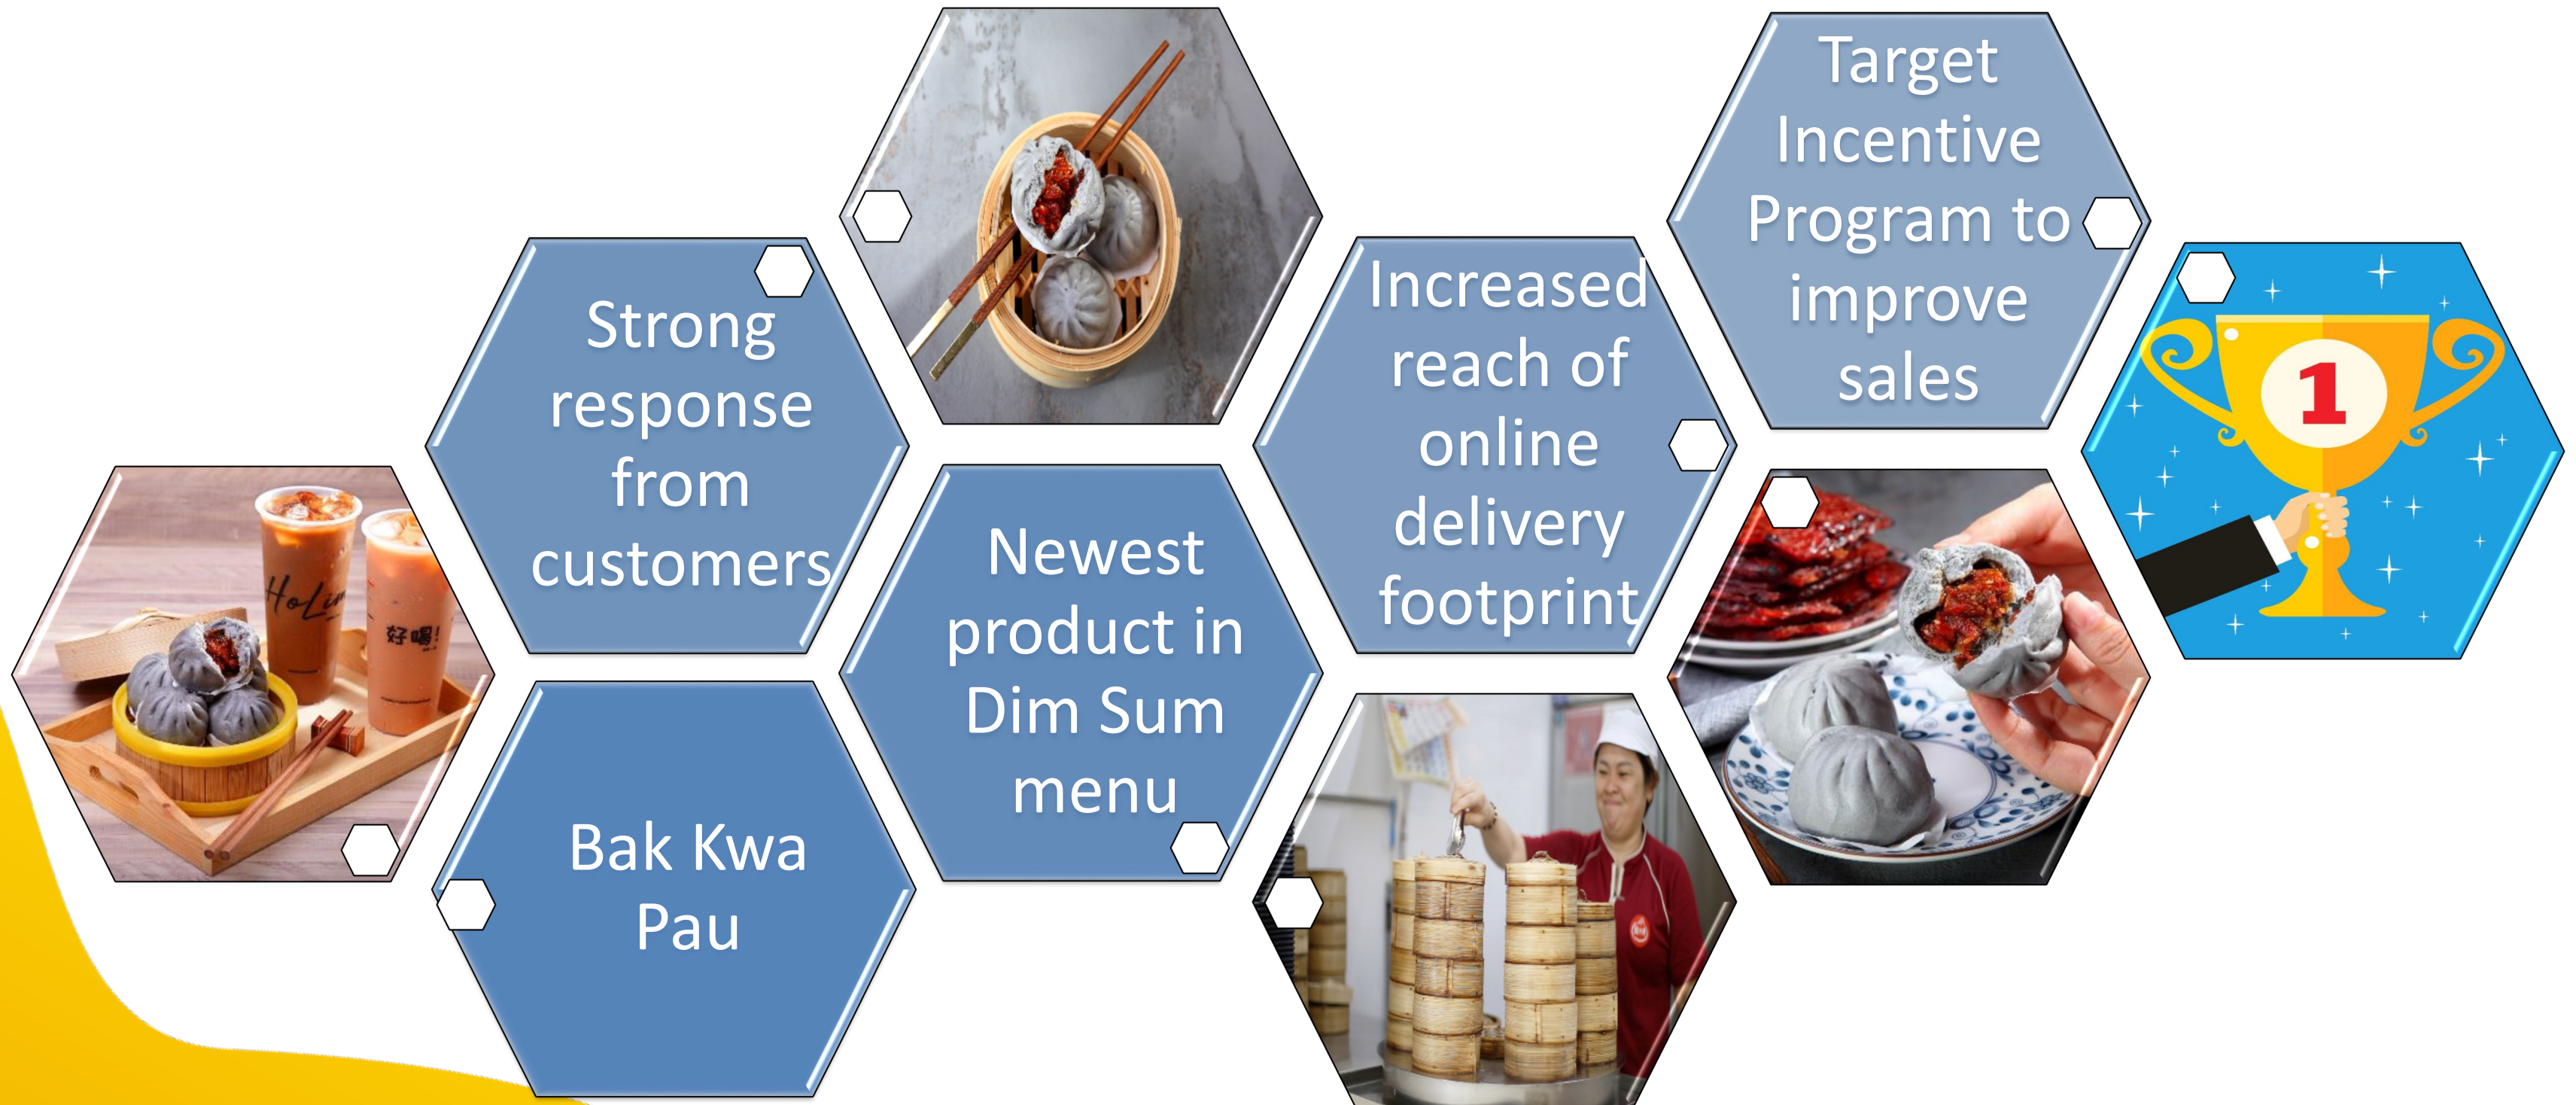 Strong
response
from
customers
Bak Kwa
Pau
Newest
product in
Dim Sum
menu
Increased
reach of
online
delivery
footprint
Target
Incentive
Program to
improve
sales
1
好喝!